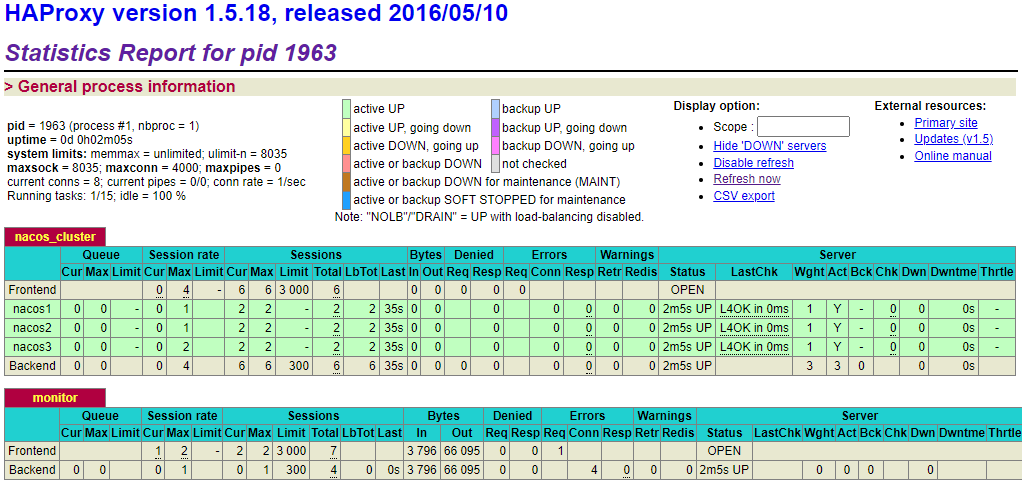 HAProxy version 1.5.18, released 2016/05/10
Statistics Report for pid 1963
> General process information
pid = 1963 (process #1, nbproc = 1)
uptime = 0d 0h02m05s
system limits: memmax = unlimited; ulimit-n = 8035
maxsock = 8035; maxconn = 4000; maxpipes = 0
current conns = 8; current pipes = 0/0; conn rate = 1/sec
Running tasks: 1/15; idle = 100 %
active UP backup UP
active UP, going down backup UP, going down
active DOWN, going up backup DOWN, going up
active or backup DOWN not checked
active or backup DOWN for maintenance (MAINT)
active or backup SOFT STOPPED for maintenance
Note: "NOLB"/"DRAIN" = UP with load-balancing disabled.
Display option:
• Scope :
• Hide 'DOWN' servers
• Disable refresh
• Refresh now
• CSV export
External resources:
• Primary site
• Updates (v1.5)
• Online manual
nacos_cluster
Queue Session rate Sessions Bytes Denied Errors Warnings Server
Cur Max Limit Cur Max Limit Cur Max Limit Total LbTot Last In Out Req Resp Req Conn Resp Retr Redis Status LastChk Wght Act Bck Chk Dwn Dwntme Thrtle
Frontend 0 4 - 6 6 3 000 6 0 0 0 0 0 OPEN
nacos1 0 0 - 0 1 2 2 - 2 2 35s 0 0 0 0 0 0 0 2m5s UP L4OK in 0ms 1 Y - 0 0 0s -
nacos2 0 0 - 0 1 2 2 - 2 2 35s 0 0 0 0 0 0 0 2m5s UP L4OK in 0ms 1 Y - 0 0 0s -
nacos3 0 0 - 0 1 2 2 - 2 2 35s 0 0 0 0 0 0 0 2m5s UP L4OK in 0ms 1 Y - 0 0 0s -
Backend 0 0 0 4 6 6 300 6 6 35s 0 0 0 0 0 0 0 0 2m5s UP 3 3 0 0 0s
monitor
Queue Session rate Sessions Bytes Denied Errors Warnings Server
Cur Max Limit Cur Max Limit Cur Max Limit Total LbTot Last In Out Req Resp Req Conn Resp Retr Redis Status LastChk Wght Act Bck Chk Dwn Dwntme Thrtle
Frontend 1 2 - 2 2 3 000 7 3 796 66 095 0 0 1 OPEN
Backend 0 0 0 1 0 1 300 4 0 0s 3 796 66 095 0 0 4 0 0 0 2m5s UP 0 0 0 0